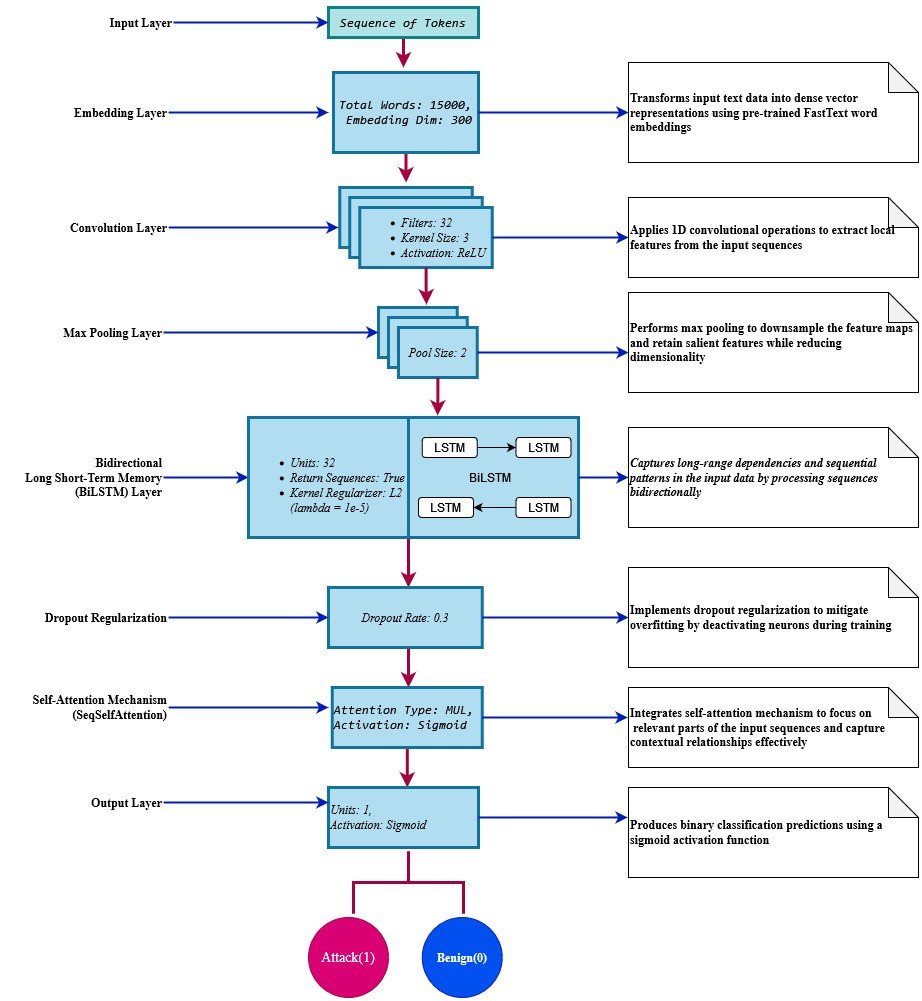 Input Layer
Sequence of Tokens
Embedding Layer
Total Words: 15000,
Embedding Dim: 300
Transforms input text data into dense vector
representations using pre-trained FastText word
embeddings
Convolution Layer
• Filters: 32
• Kernel Size: 3
• Activation: ReLU
Applies 1D convolutional operations to extract local
features from the input sequences
Max Pooling Layer
Pool Size: 2
Performs max pooling to downsample the feature maps
and retain salient features while reducing
dimensionality
Bidirectional
Long Short-Term Memory
(BiLSTM) Layer
• Units: 32
• Return Sequences: True
• Kernel Regularizer: L2
(lambda = 1e-5)
LSTM
LSTM
BiLSTM
LSTM
LSTM
Captures long-range dependencies and sequential
patterns in the input data by processing sequences
bidirectionally
Dropout Regularization
Dropout Rate: 0.3
Implements dropout regularization to mitigate
overfitting by deactivating neurons during training
Self-Attention Mechanism
(SeqSelfAttention)
Attention Type: MUL,
Activation: Sigmoid
Integrates self-attention mechanism to focus on
relevant parts of the input sequences and capture
contextual relationships effectively
Output Layer
Units: 1,
Activation: Sigmoid
Produces binary classification predictions using a
sigmoid activation function
Attack(1)
Benign(0)